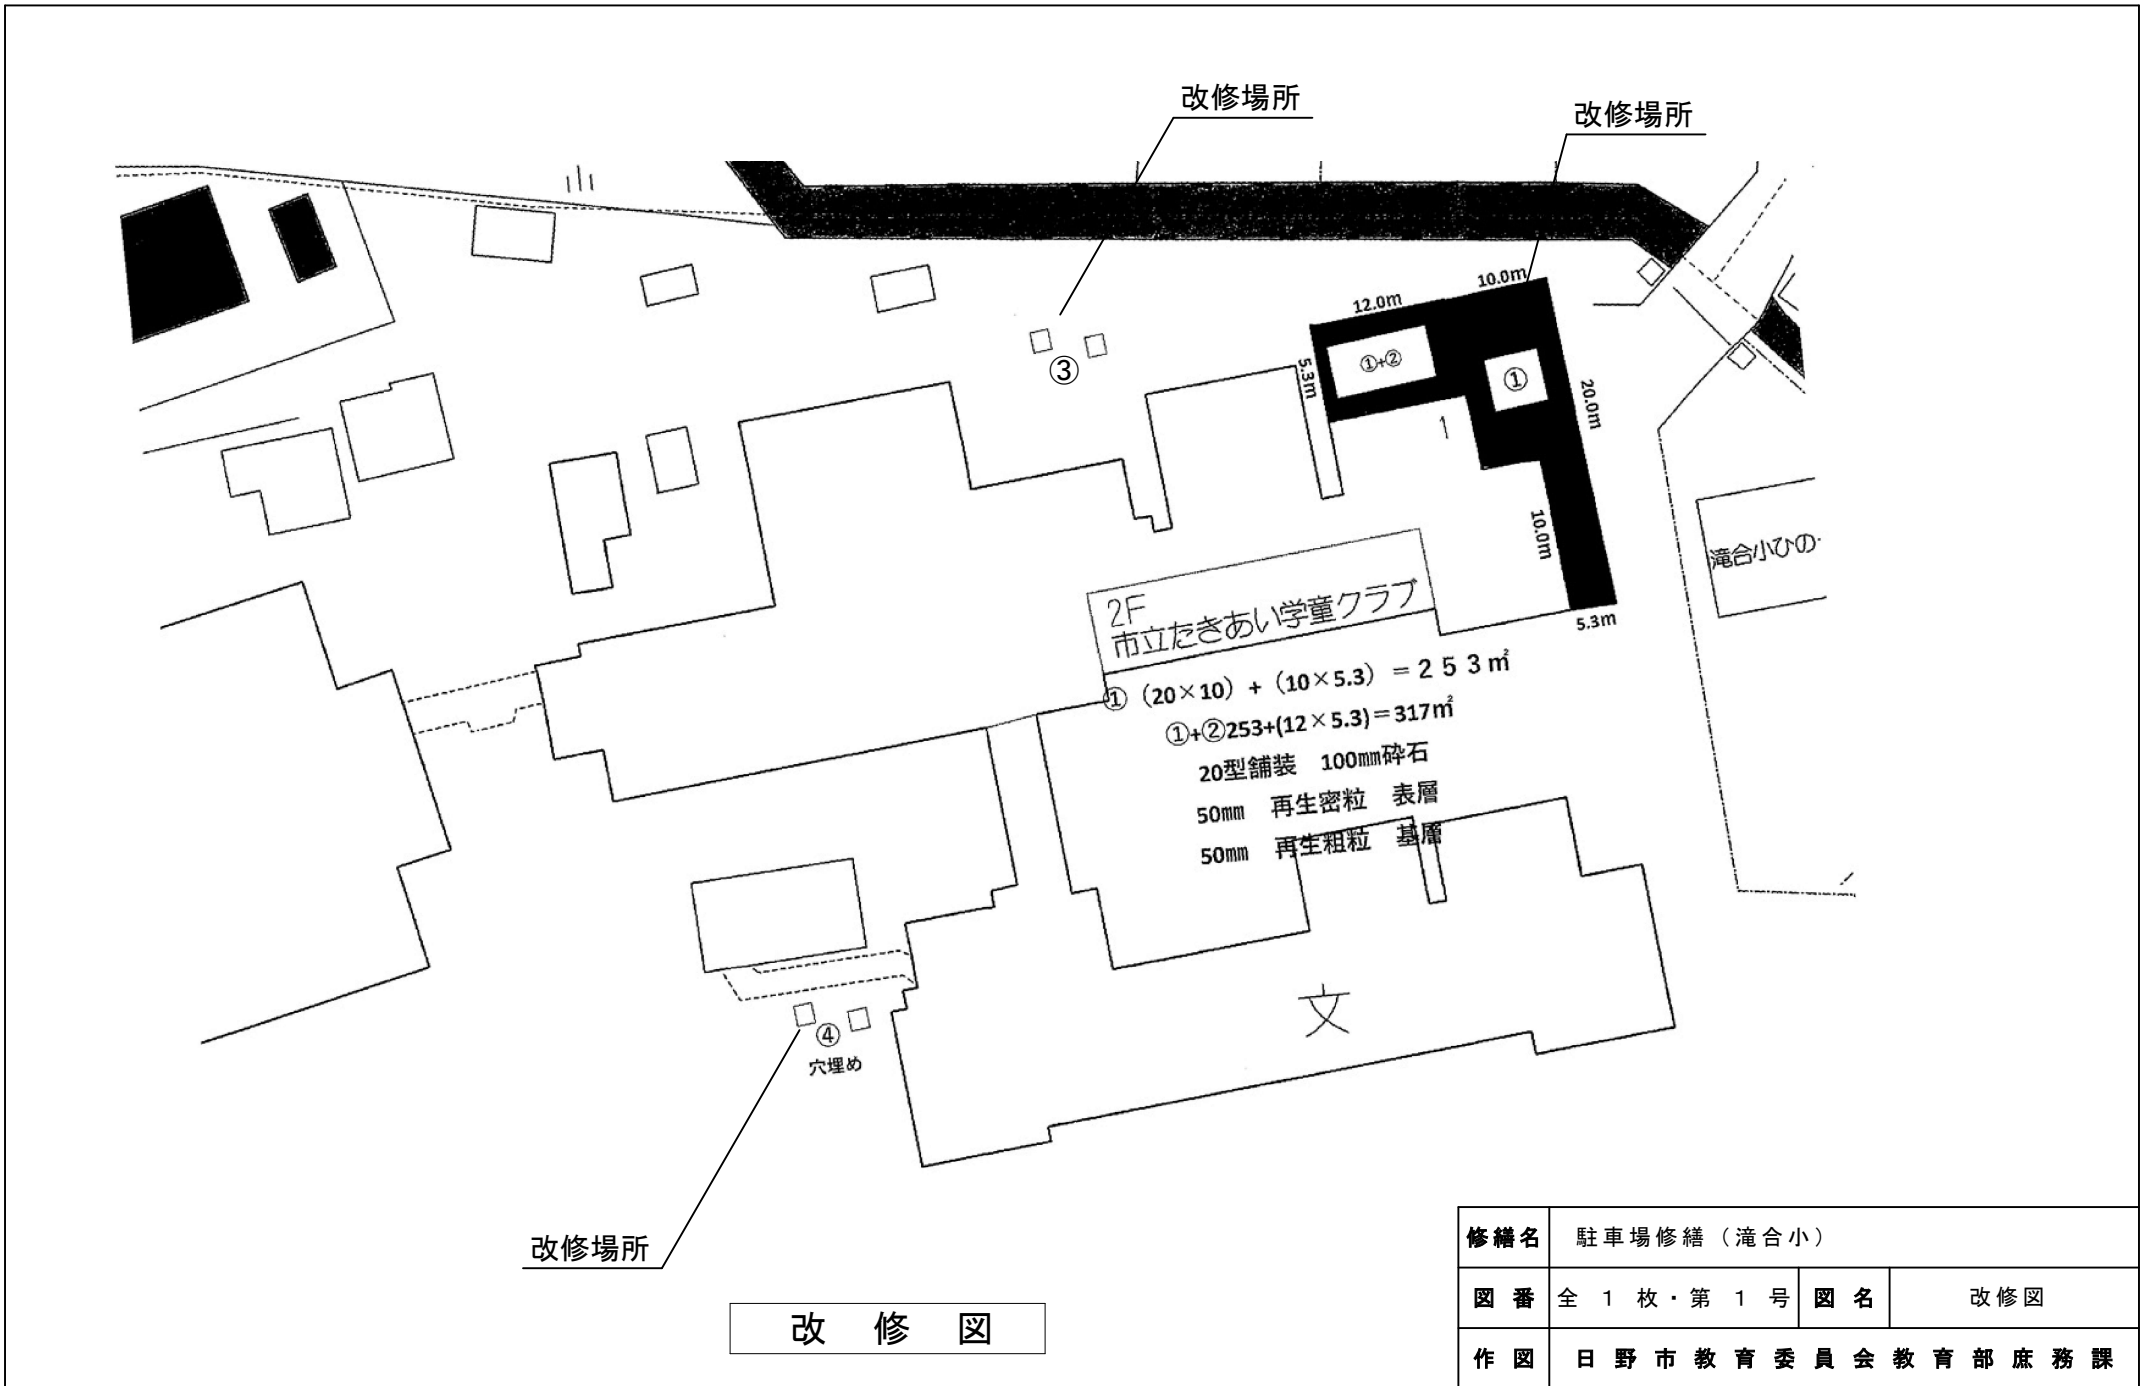 改修場所
改修場所
10.0m
12.0m
①+②
5.3m
①
20.0m
③
1
10.0m
5.3m
滝合小ひの
2F
市立たきあい学童クラブ
①（20×10）+（10×5.3）=２５３㎡
①+②253+(12×5.3)=317㎡
20型舗装　100㎜砕石
50㎜　再生密粒　表層
50㎜　再生粗粒　基層
文
④
穴埋め
改修場所
改修図
修繕名 駐車場修繕（滝合小）
図番 全１枚・第１号 図名 改修図
作図 日野市教育委員会教育部庶務課